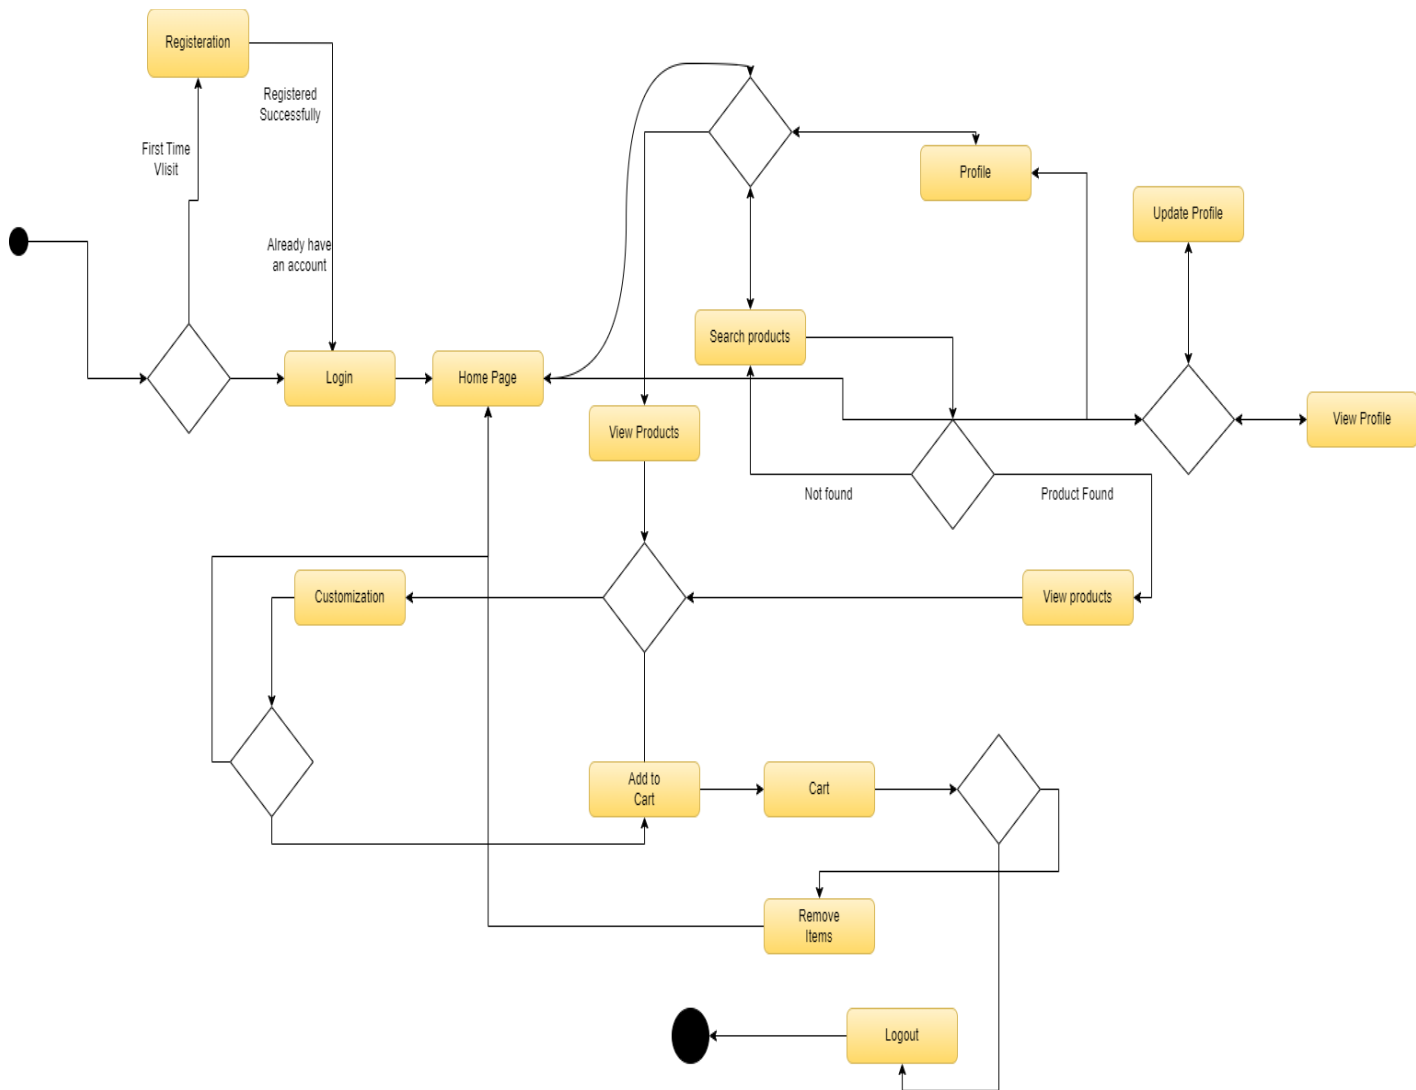 Registeration
Registered
Successfully
First Time
Vlisit
Profile
Update Profile
Already have
an account
Search products
Login
Home Page
View Products
View Profile
Not found
Product Found
Customization
View products
Add to
Cart
Cart
Remove
Items
Logout